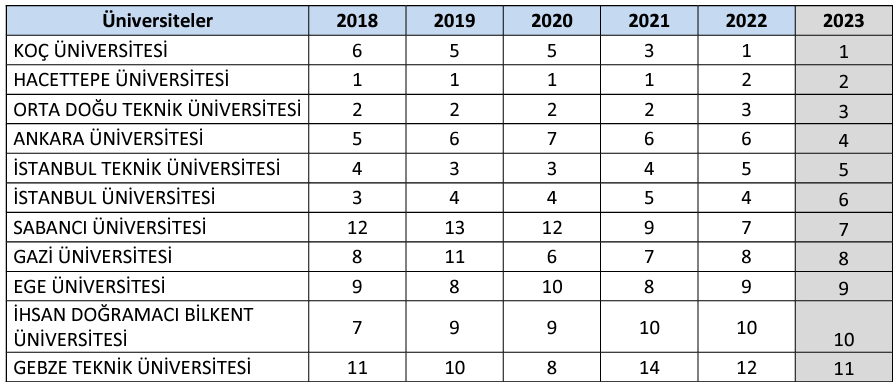 Üniversiteler 2018 2019 2020 2021 2022 2023
KOÇ ÜNİVERSİTESİ 6 5 5 3 1 1
HACETTEPE ÜNİVERSİTESİ 1 1 1 1 2 2
ORTA DOĞU TEKNİK ÜNİVERSİTESİ 2 2 2 2 3 3
ANKARA ÜNİVERSİTESİ 5 6 7 6 6 4
İSTANBUL TEKNİK ÜNİVERSİTESİ 4 3 3 4 5 5
İSTANBUL ÜNİVERSİTESİ 3 4 4 5 4 6
SABANCI ÜNİVERSİTESİ 12 13 12 9 7 7
GAZİ ÜNİVERSİTESİ 8 11 6 7 8 8
EGE ÜNİVERSİTESİ 9 8 10 8 9 9
İHSAN DOĞRAMACI BİLKENT
ÜNİVERSİTESİ 7 9 9 10 10 10
GEBZE TEKNİK ÜNİVERSİTESİ 11 10 8 14 12 11